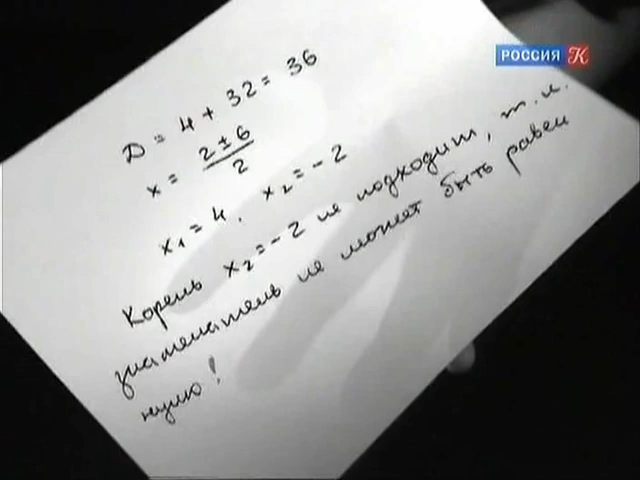 РОССИЯ К
D = 4 + 32 = 36
x = 2 ± 6 / 2
x₁ = 4, x₂ = -2
Корень x₂ = -2 не подходит, т.к.
знаменатель не может быть равен
нулю!